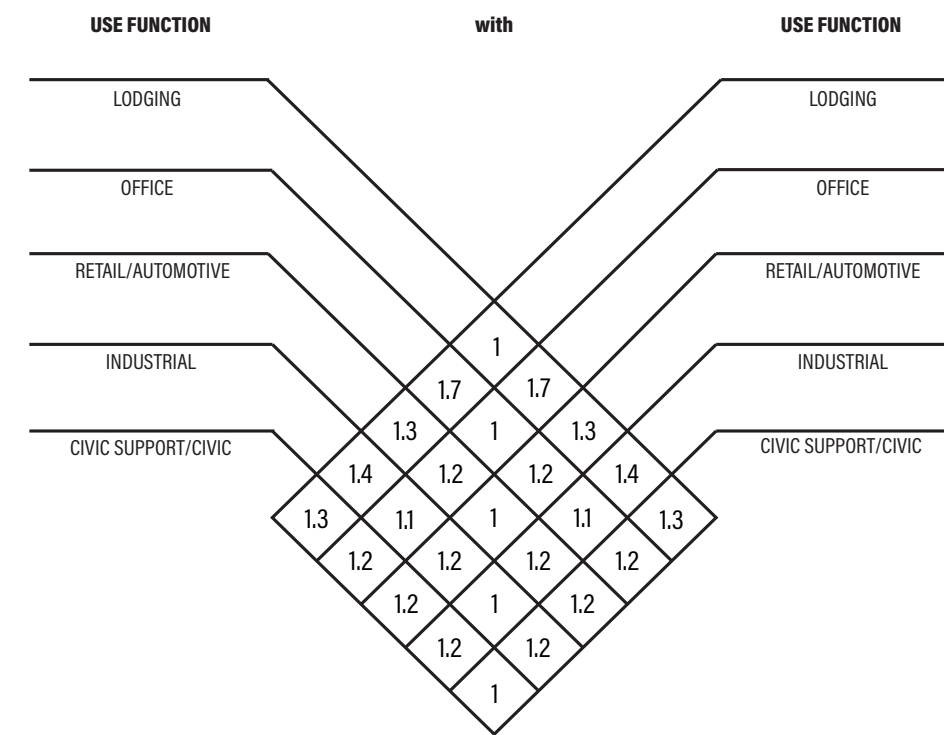 USE FUNCTION with USE FUNCTION
LODGING LODGING
OFFICE OFFICE
RETAIL/AUTOMOTIVE RETAIL/AUTOMOTIVE
INDUSTRIAL INDUSTRIAL
1
1.7 1.7
1.3 1 1.3
CIVIC SUPPORT/CIVIC CIVIC SUPPORT/CIVIC
1.4 1.2 1.2 1.4
1.3 1.1 1 1.1 1.3
1.2 1.2 1.2 1.2
1.2 1 1.2
1.2 1.2
1